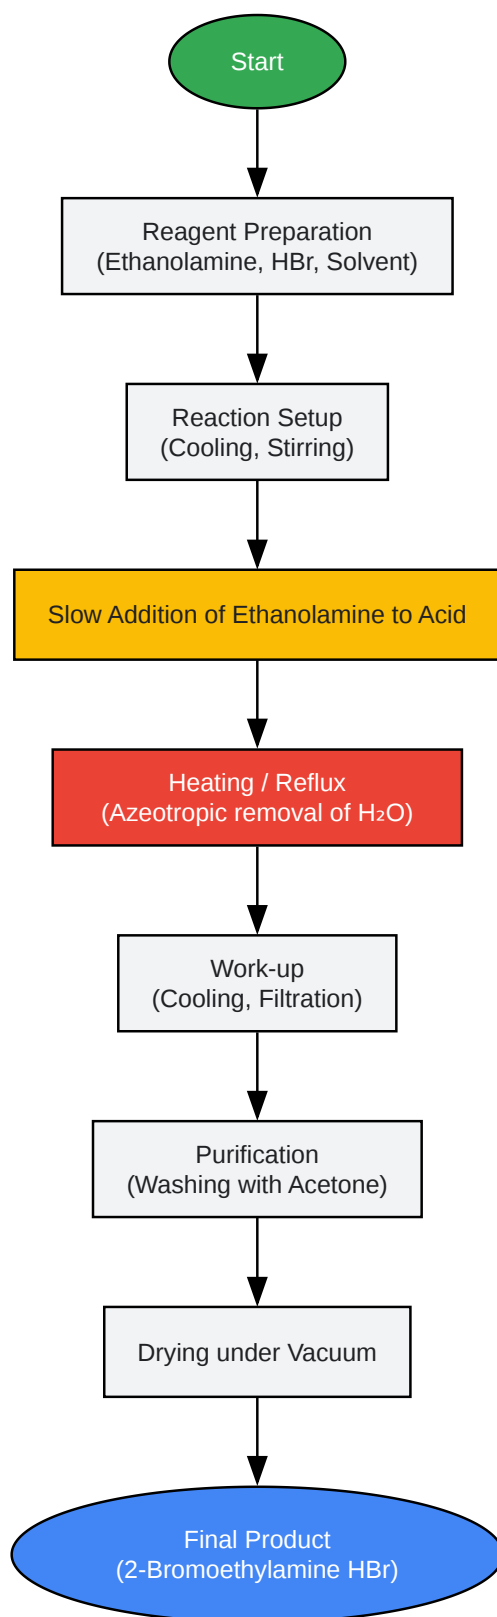 Start
Reagent Preparation
(Ethanolamine, HBr, Solvent)
Reaction Setup
(Cooling, Stirring)
Slow Addition of Ethanolamine to Acid
Heating / Reflux
(Azeotropic removal of H₂O)
Work-up
(Cooling, Filtration)
Purification
(Washing with Acetone)
Drying under Vacuum
Final Product
(2-Bromoethylamine HBr)